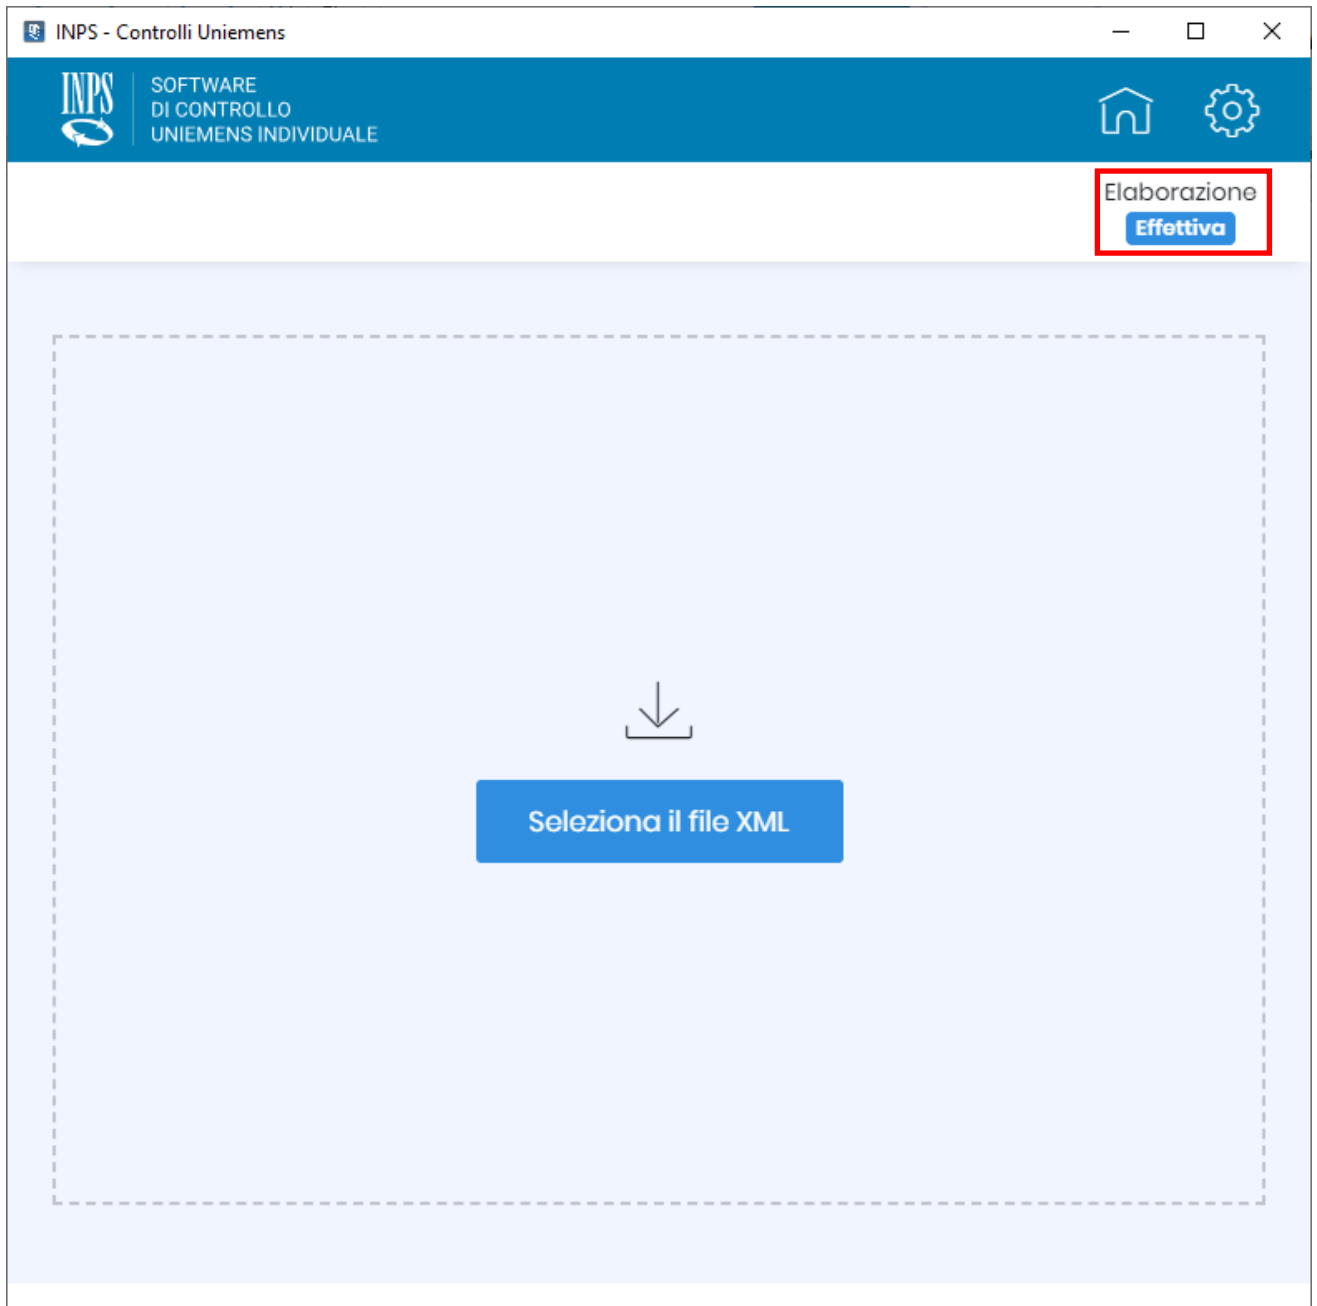 INPS - Controlli Uniemens
INPS
SOFTWARE
DI CONTROLLO
UNIEMENS INDIVIDUALE
Elaborazione
Effettiva
Seleziona il file XML